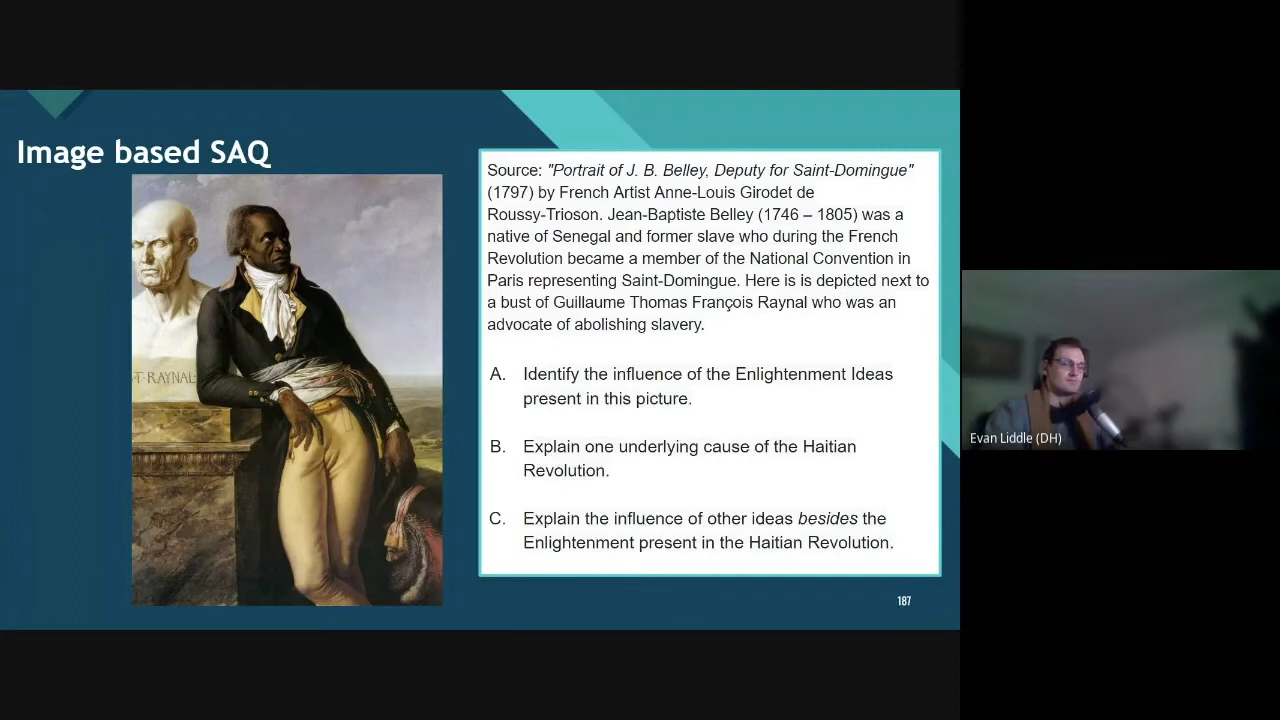 Image based SAQ
T·RAYNAL
Source: "Portrait of J. B. Belley, Deputy for Saint-Domingue"
(1797) by French Artist Anne-Louis Girodet de
Roussy-Trioson. Jean-Baptiste Belley (1746 – 1805) was a
native of Senegal and former slave who during the French
Revolution became a member of the National Convention in
Paris representing Saint-Domingue. Here is is depicted next to
a bust of Guillaume Thomas François Raynal who was an
advocate of abolishing slavery.
A. Identify the influence of the Enlightenment Ideas
present in this picture.
B. Explain one underlying cause of the Haitian
Revolution.
C. Explain the influence of other ideas besides the
Enlightenment present in the Haitian Revolution.
187
Evan Liddle (DH)